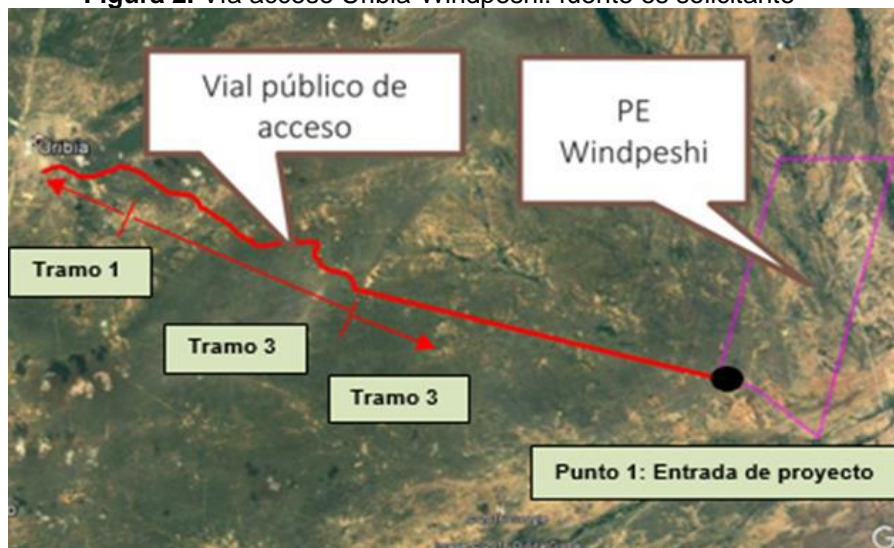 Figura 2. Vía acceso Uribia-Windpeshi. fuente es solicitante
Vial público de
acceso
PE
Windpeshi
Uribia
Tramo 1
Tramo 3
Tramo 3
Punto 1: Entrada de proyecto